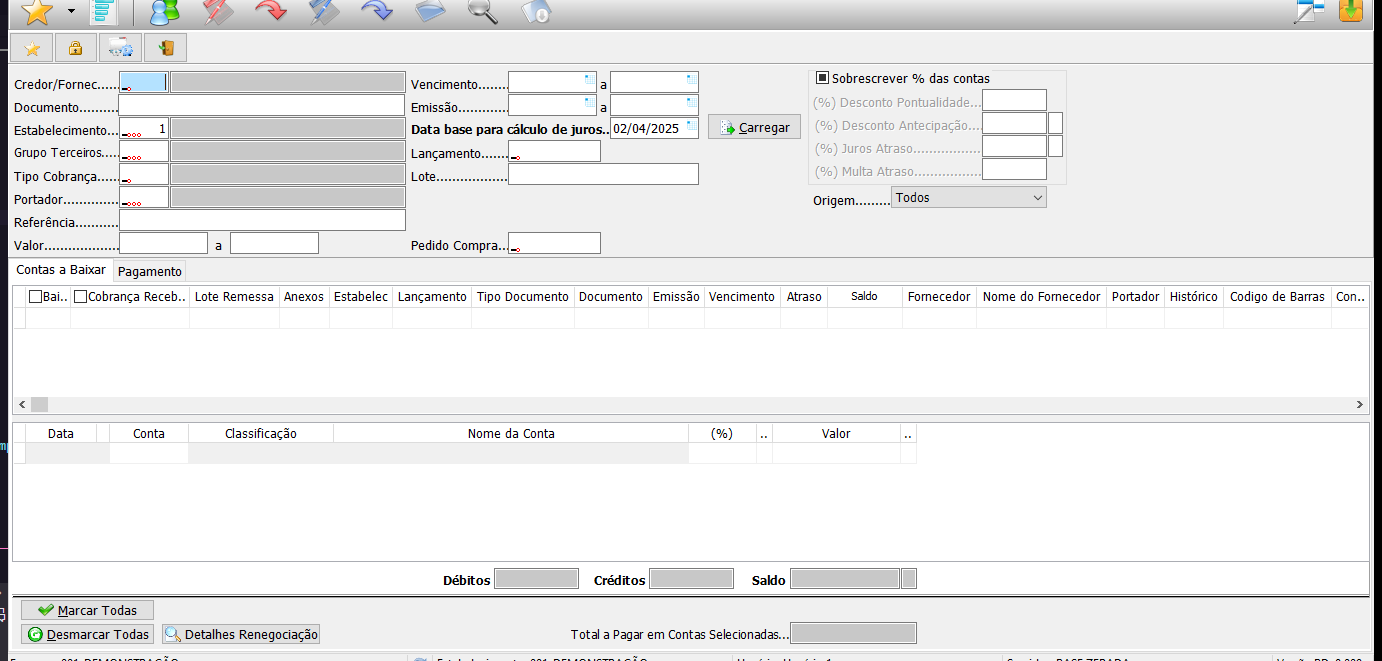 Credor/Fornec...... Vencimento....... a Sobrescrever % das contas
Documento.......... Emissão............ a (%) Desconto Pontualidade...
Estabelecimento... 1 Data base para cálculo de juros.. 02/04/2025 Carregar (%) Desconto Antecipação....
Grupo Terceiros.... Lançamento....... (%) Juros Atraso.................
Tipo Cobrança...... Lote.................. (%) Multa Atraso.................
Portador.............. Origem......... Todos
Referência...........
Valor................... a Pedido Compra...
Contas a Baixar Pagamento
Bai.. Cobrança Receb.. Lote Remessa Anexos Estabelec Lançamento Tipo Documento Documento Emissão Vencimento Atraso Saldo Fornecedor Nome do Fornecedor Portador Histórico Codigo de Barras Con..
Data Conta Classificação Nome da Conta (%) .. Valor ..
Débitos Créditos Saldo
Marcar Todas
Desmarcar Todas Detalhes Renegociação Total a Pagar em Contas Selecionadas...